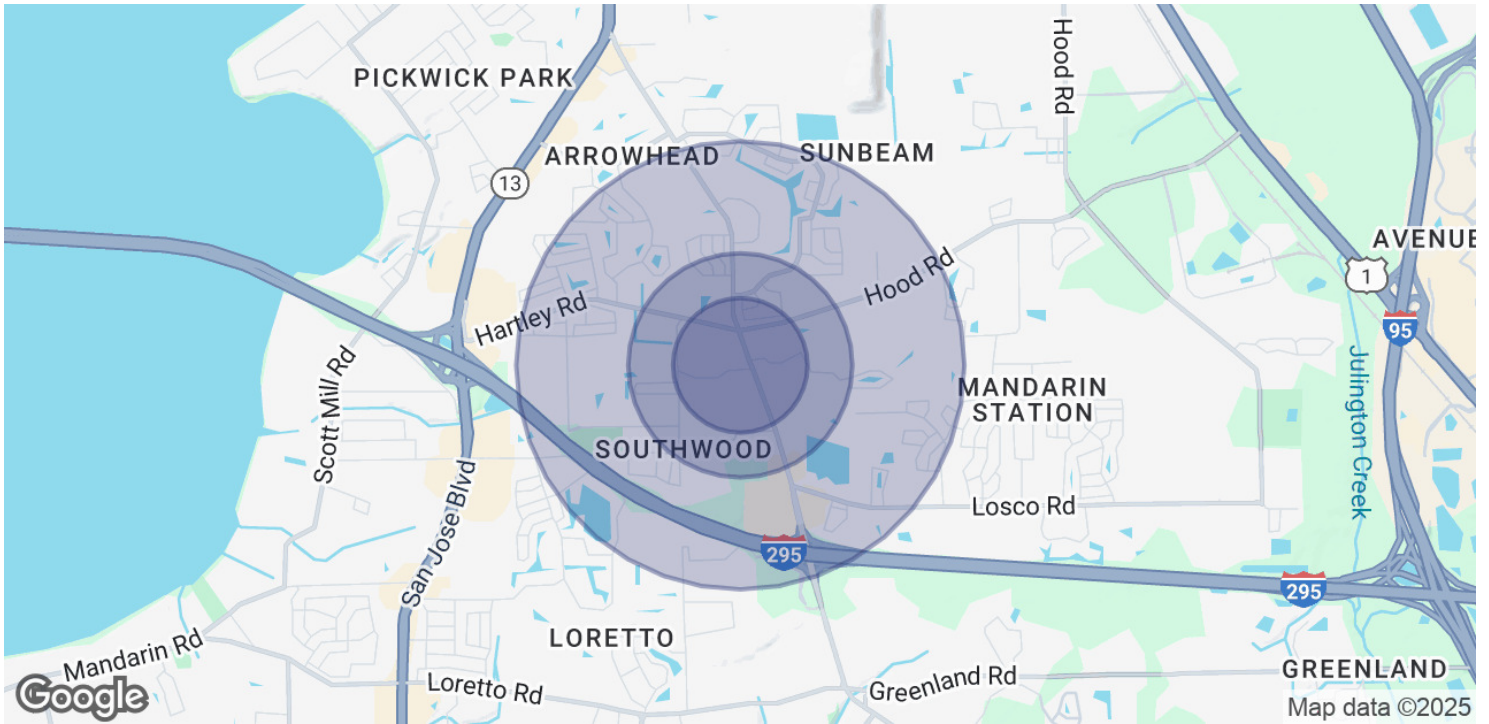 Hood Rd
PICKWICK PARK
ARROWHEAD
SUNBEAM
13
AVENUE
1
Hood Rd
Hartley Rd
95
Scott Mill Rd
Julington Creek
MANDARIN
STATION
SOUTHWOOD
San Jose Blvd
Losco Rd
295
295
LORETTO
Mandarin Rd
GREENLAND
Loretto Rd
Greenland Rd
Google
Map data ©2025